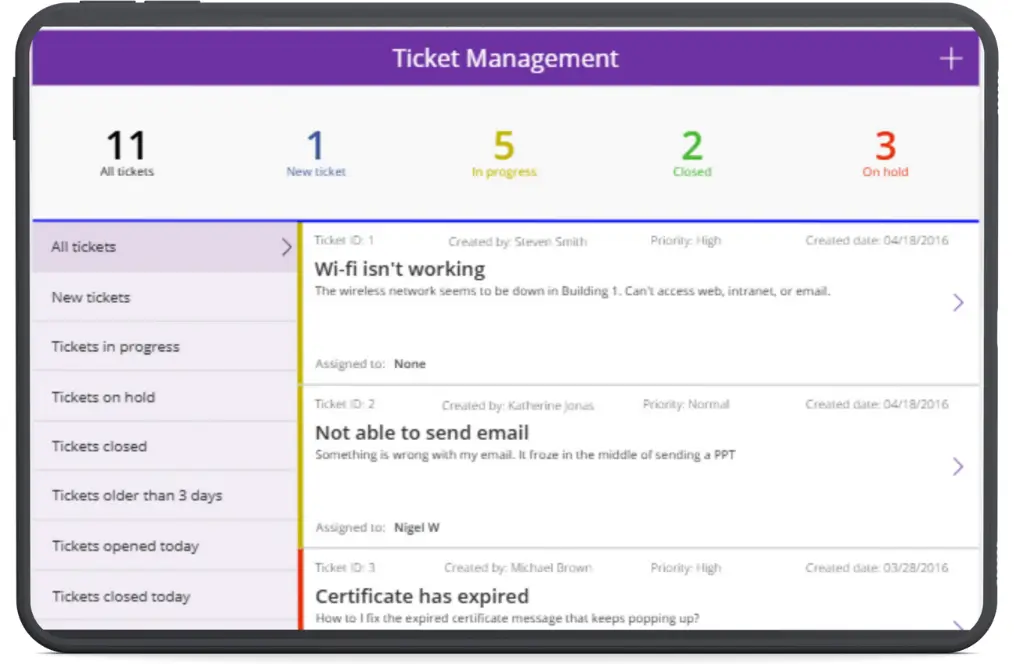 Ticket Management
11 1 5 2 3
All tickets New ticket In progress Closed On hold
All tickets
New tickets
Tickets in progress
Tickets on hold
Tickets closed
Tickets older than 3 days
Tickets opened today
Tickets closed today
Ticket ID: 1 Created by: Steven Smith Priority: High Created date: 04/18/2016
Wi-fi isn't working
The wireless network seems to be down in Building 1. Can't access web, intranet, or email.
Assigned to: None
Ticket ID: 2 Created by: Katherine Jonas Priority: Normal Created date: 04/18/2016
Not able to send email
Something is wrong with my email. It froze in the middle of sending a PPT
Assigned to: Nigel W
Ticket ID: 3 Created by: Michael Brown Priority: High Created date: 03/28/2016
Certificate has expired
How to I fix the expired certificate message that keeps popping up?